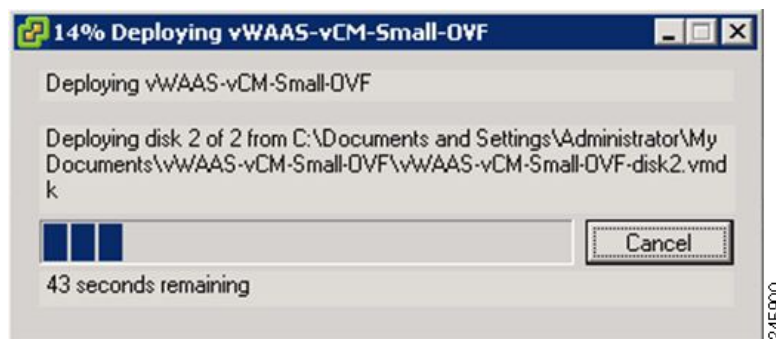 14% Deploying vWAAS-vCM-Small-OVF
Deploying vWAAS-vCM-Small-OVF
Deploying disk 2 of 2 from C:\Documents and Settings\Administrator\My
Documents\vWAAS-vCM-Small-OVF\vWAAS-vCM-Small-OVF-disk2.vmd
k
Cancel
43 seconds remaining
245900